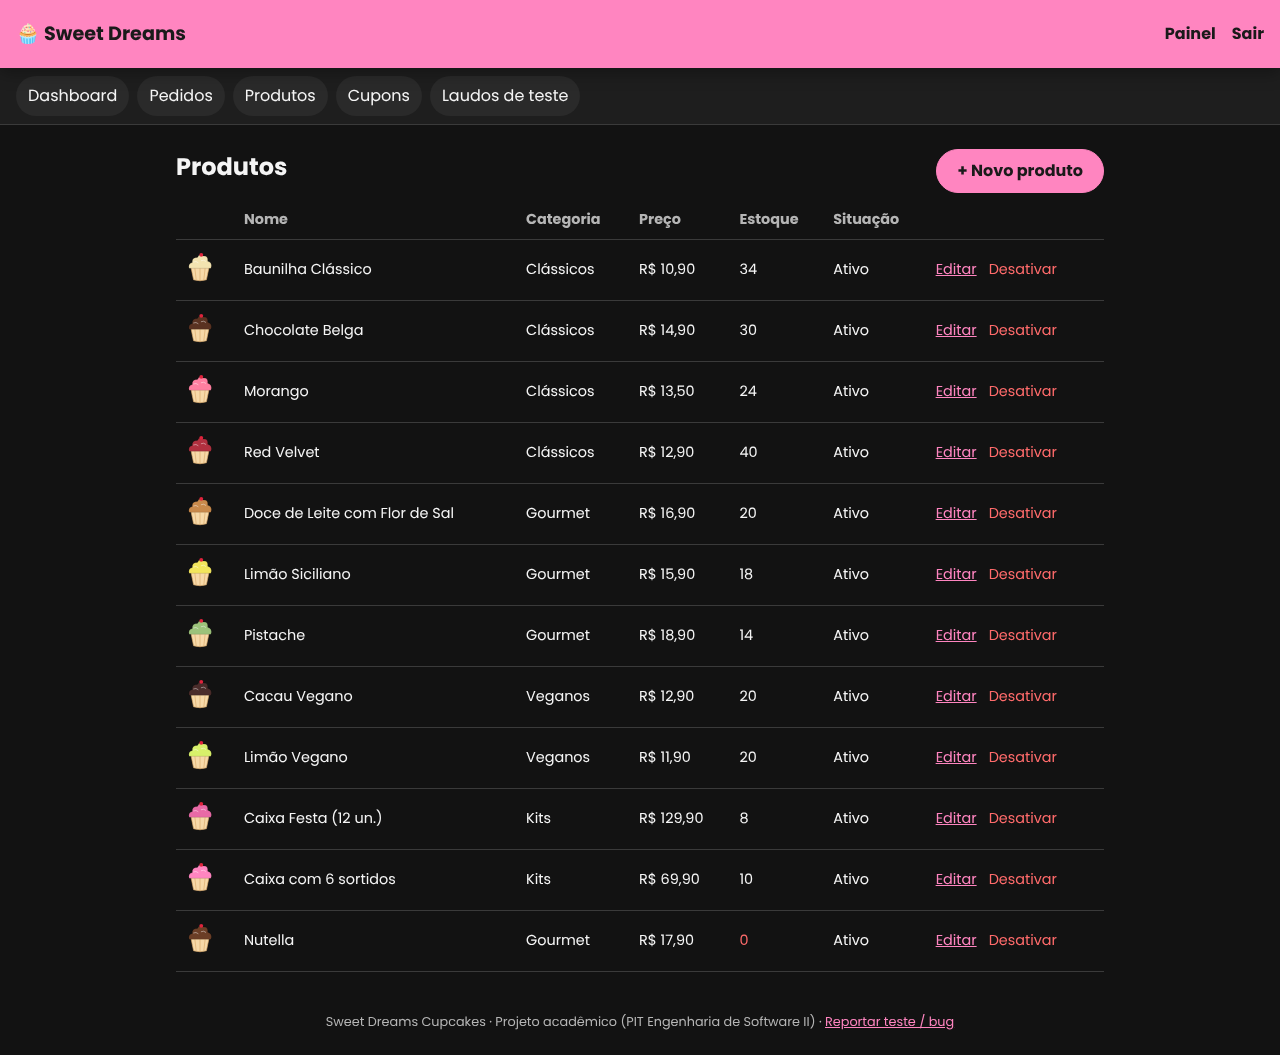 Sweet Dreams Painel Sair
Dashboard Pedidos Produtos Cupons Laudos de teste
Produtos + Novo produto
Nome Categoria Preço Estoque Situação
Baunilha Clássico Clássicos R$ 10,90 34 Ativo Editar Desativar
Chocolate Belga Clássicos R$ 14,90 30 Ativo Editar Desativar
Morango Clássicos R$ 13,50 24 Ativo Editar Desativar
Red Velvet Clássicos R$ 12,90 40 Ativo Editar Desativar
Doce de Leite com Flor de Sal Gourmet R$ 16,90 20 Ativo Editar Desativar
Limão Siciliano Gourmet R$ 15,90 18 Ativo Editar Desativar
Pistache Gourmet R$ 18,90 14 Ativo Editar Desativar
Cacau Vegano Veganos R$ 12,90 20 Ativo Editar Desativar
Limão Vegano Veganos R$ 11,90 20 Ativo Editar Desativar
Caixa Festa (12 un.) Kits R$ 129,90 8 Ativo Editar Desativar
Caixa com 6 sortidos Kits R$ 69,90 10 Ativo Editar Desativar
Nutella Gourmet R$ 17,90 0 Ativo Editar Desativar
Sweet Dreams Cupcakes · Projeto acadêmico (PIT Engenharia de Software II) · Reportar teste / bug